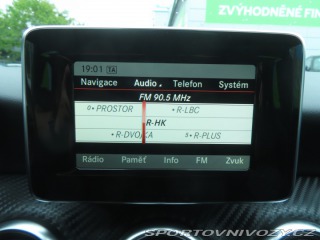 ZVÝHODNĚNÉ FIN
19:01 TA
Navigace Audio Telefon Systém
FM 90.5 MHz
PROSTOR R-LBC
R-HK
R-DVOJKA R-PLUS
Rádio Paměť Info FM Zvuk
SPORTOVNIVOZY.CZ